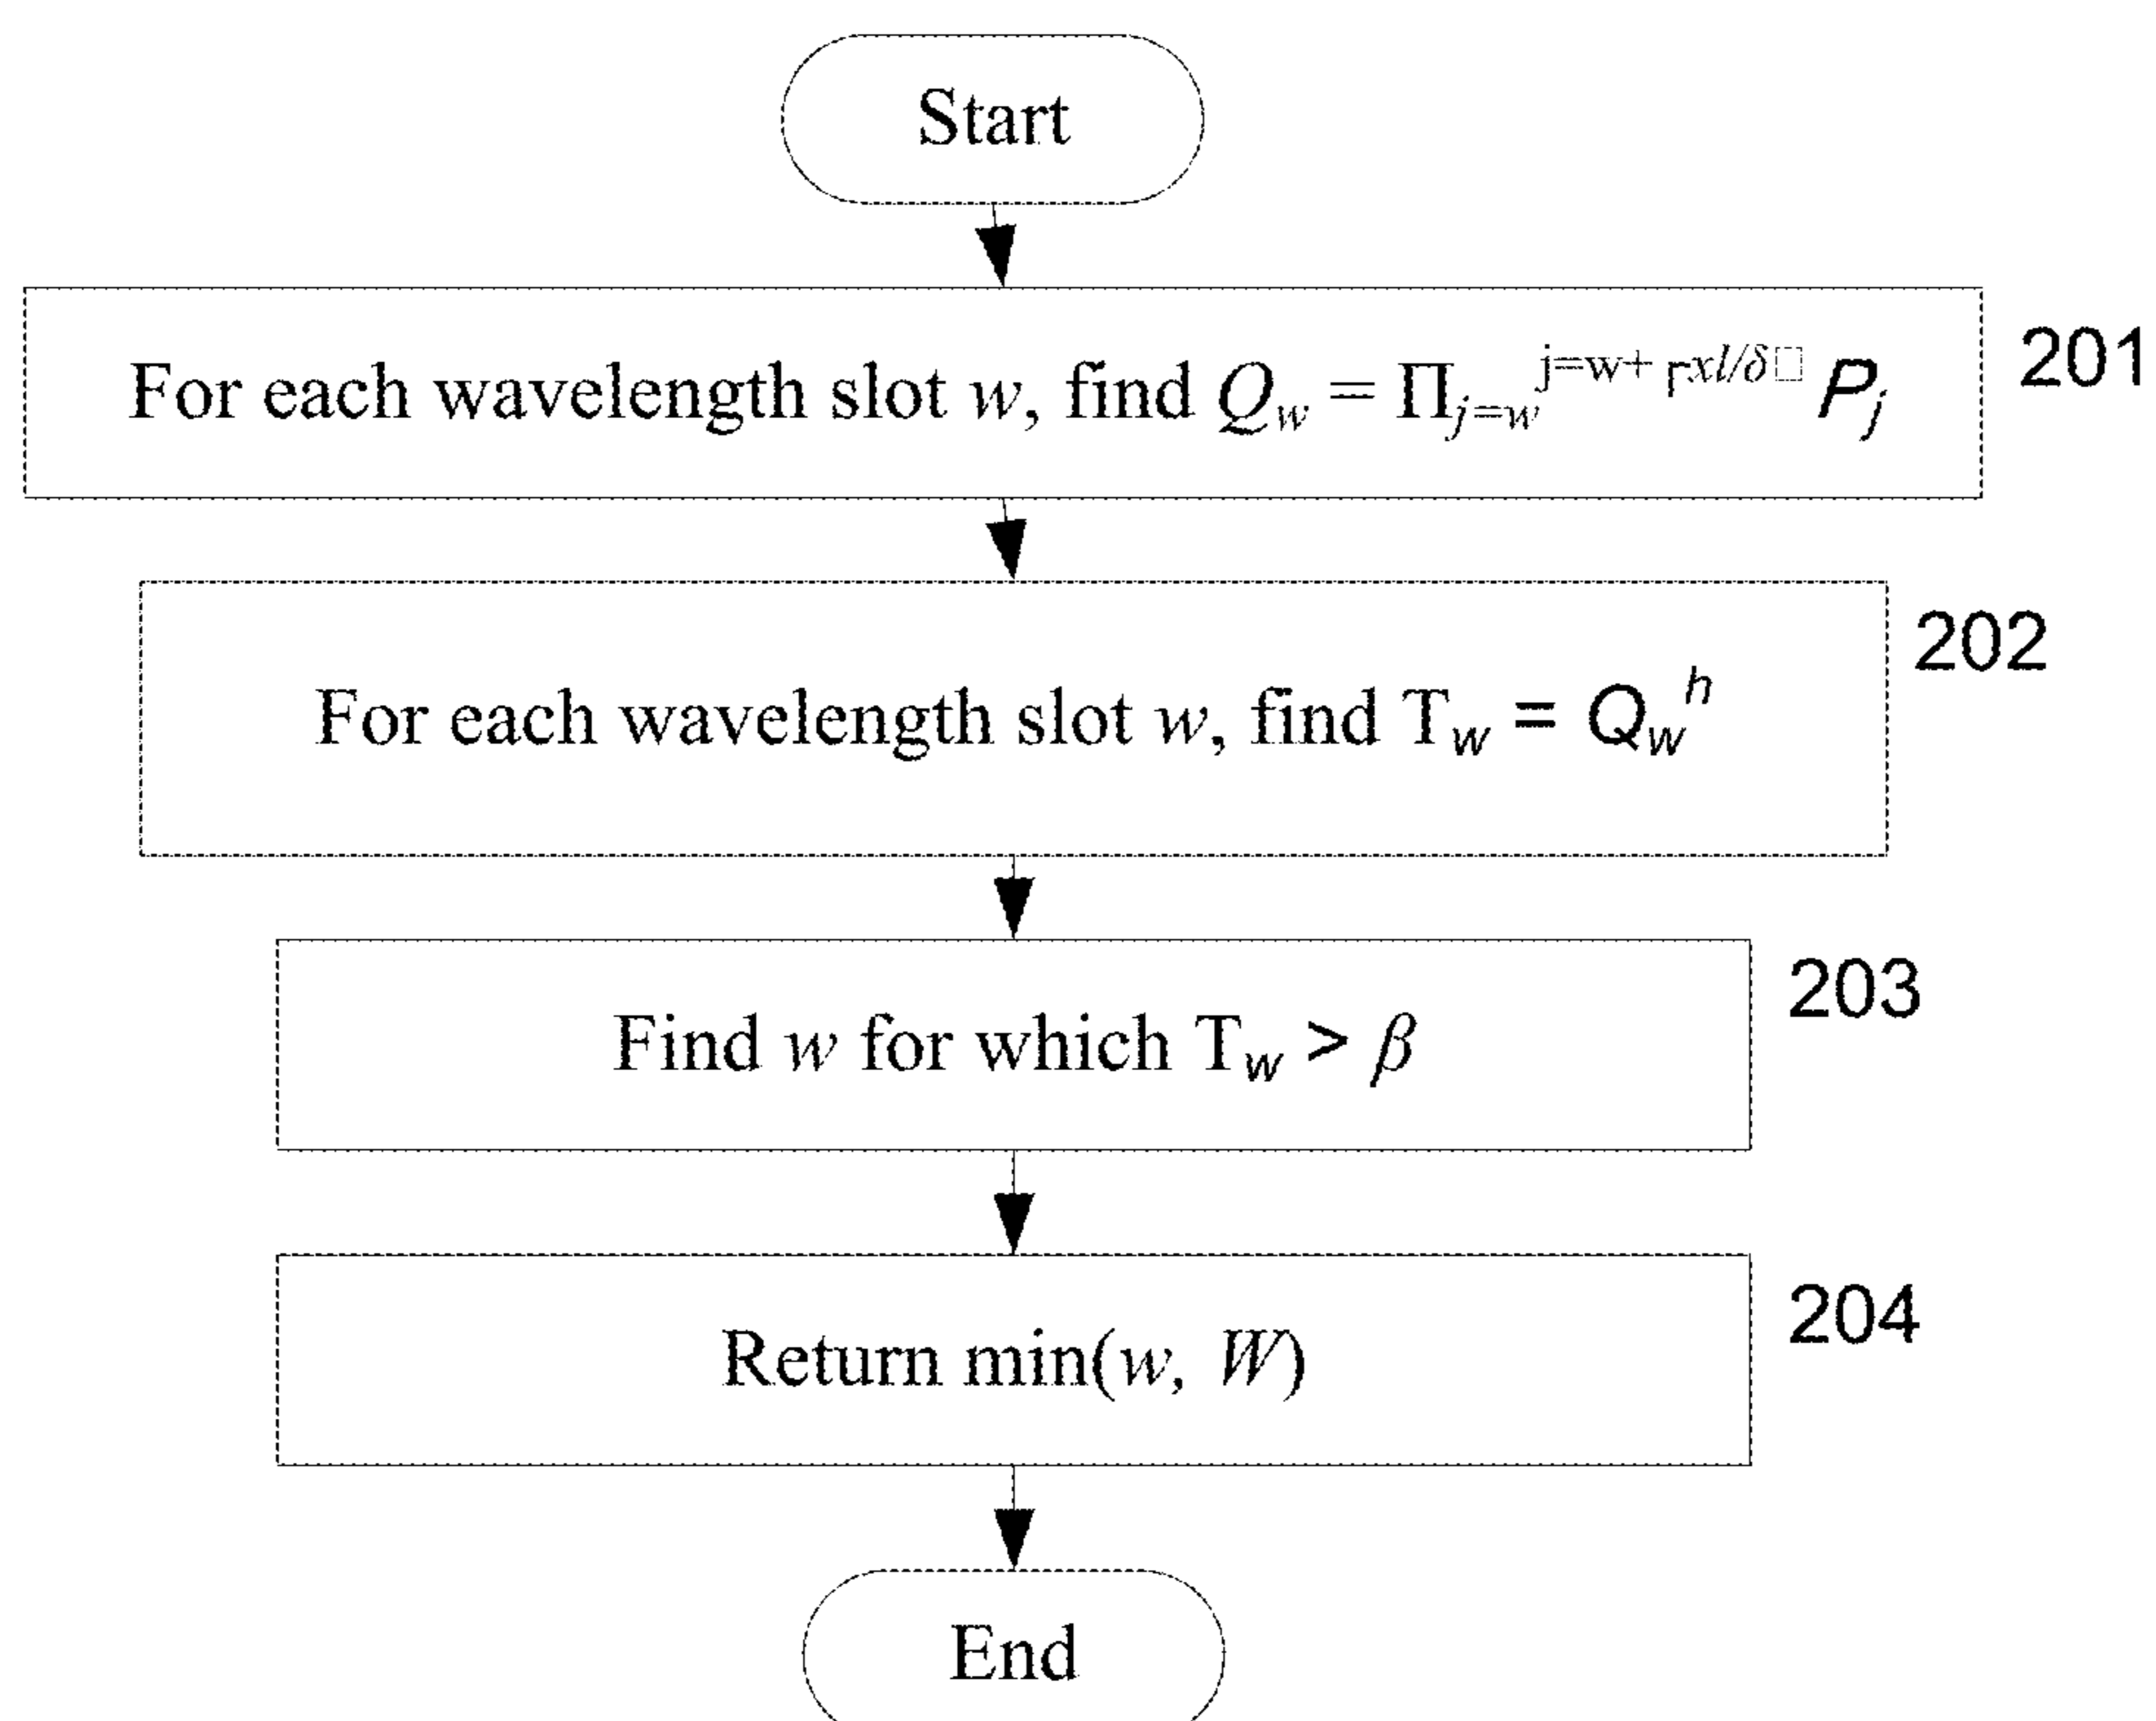 Start
For each wavelength slot w, find Q_w = Π_{j=w}^{j=w+ ⌈xl/δ□} P_j
201
For each wavelength slot w, find T_w = Q_w^h
202
Find w for which T_w > β
203
Return min(w, W)
204
End